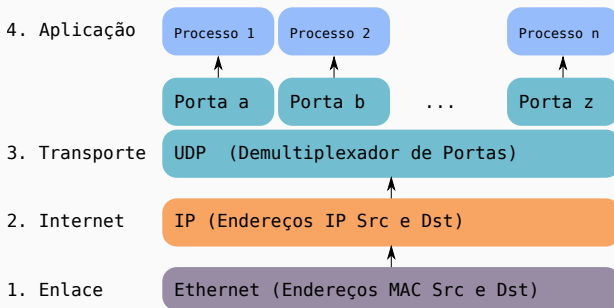 4. Aplicação
Processo 1
Processo 2
Processo n
Porta a
Porta b
...
Porta z
3. Transporte
UDP  (Demultiplexador de Portas)
2. Internet
IP (Endereços IP Src e Dst)
1. Enlace
Ethernet (Endereços MAC Src e Dst)